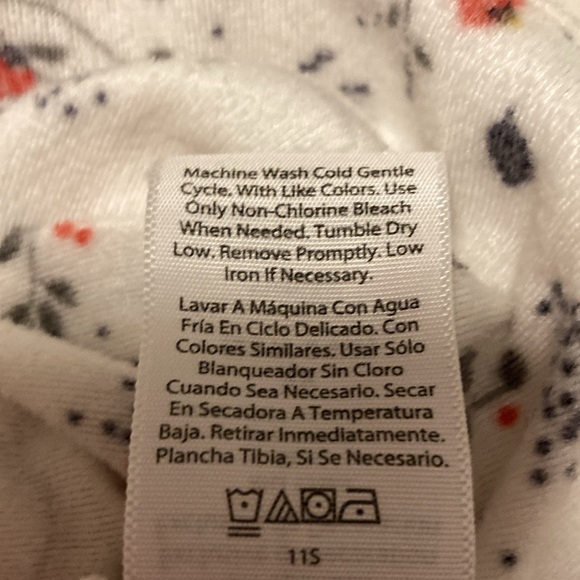 Machine Wash Cold Gentle
Cycle. With Like Colors. Use
Only Non-Chlorine Bleach
When Needed. Tumble Dry
Low. Remove Promptly. Low
Iron If Necessary.
Lavar A Máquina Con Agua
Fría En Ciclo Delicado. Con
Colores Similares. Usar Sólo
Blanqueador Sin Cloro
Cuando Sea Necesario. Secar
En Secadora A Temperatura
Baja. Retirar Inmediatamente.
Plancha Tibia, Si Se Necesario.
11S